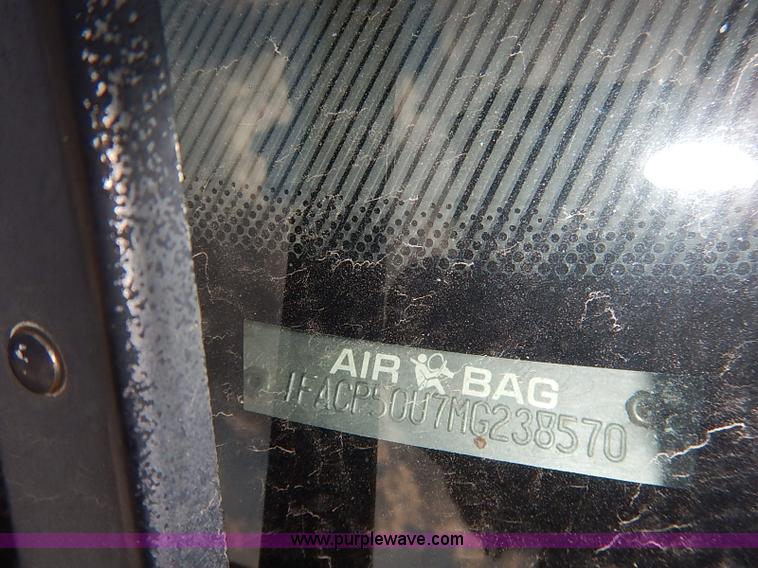 AIR BAG
1FACP50U7MG238570
www.purplewave.com